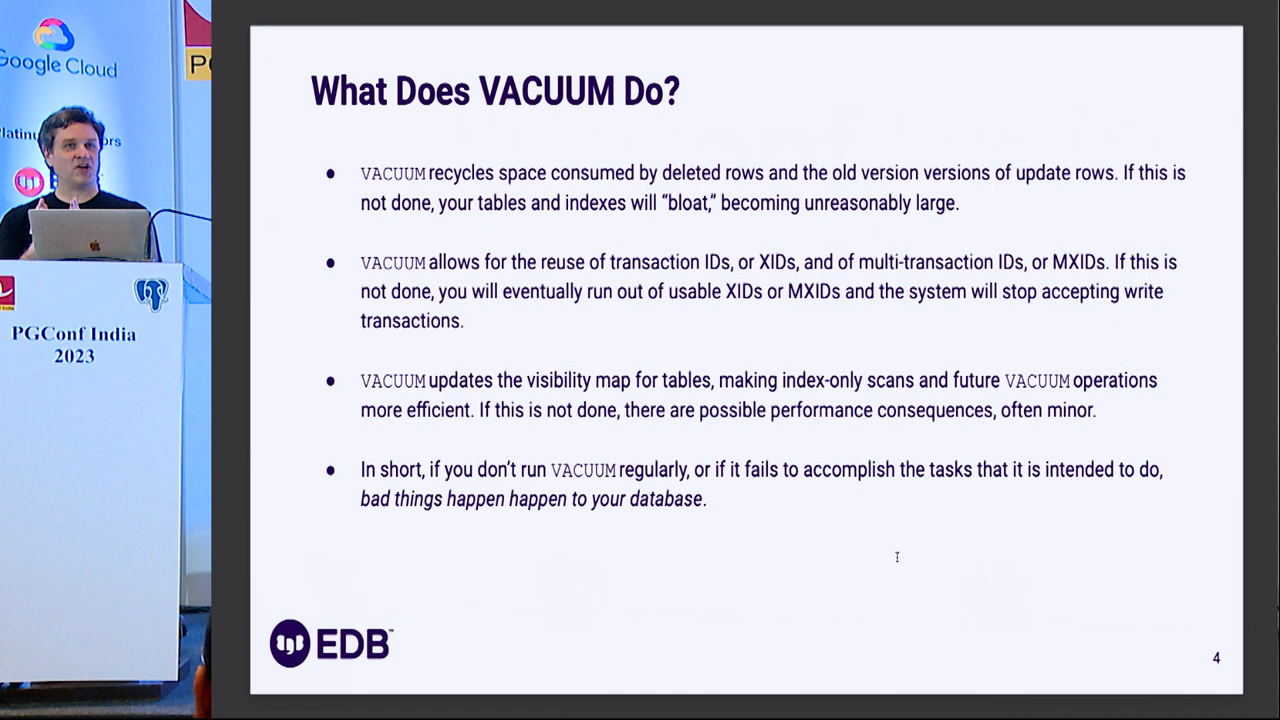 Google Cloud
What Does VACUUM Do?
● VACUUM recycles space consumed by deleted rows and the old version versions of update rows. If this is
not done, your tables and indexes will “bloat,” becoming unreasonably large.
● VACUUM allows for the reuse of transaction IDs, or XIDs, and of multi-transaction IDs, or MXIDs. If this is
not done, you will eventually run out of usable XIDs or MXIDs and the system will stop accepting write
transactions.
● VACUUM updates the visibility map for tables, making index-only scans and future VACUUM operations
more efficient. If this is not done, there are possible performance consequences, often minor.
● In short, if you don’t run VACUUM regularly, or if it fails to accomplish the tasks that it is intended to do,
bad things happen happen to your database.
EDB™
4
PGConf India
2023